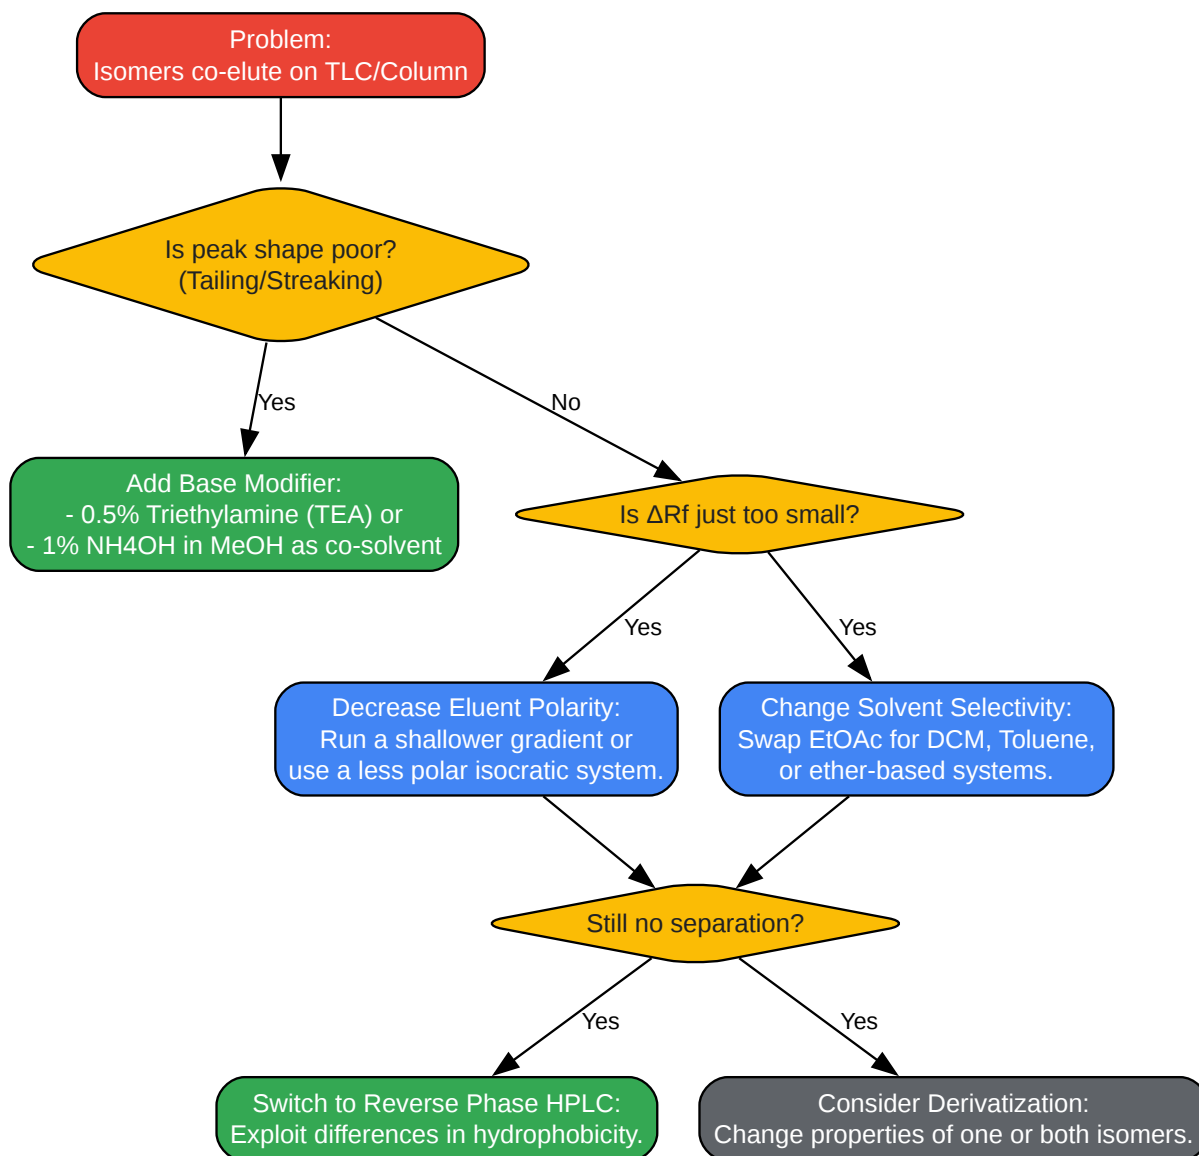 Problem:
Isomers co-elute on TLC/Column
Is peak shape poor?
(Tailing/Streaking)
Yes
No
Add Base Modifier:
- 0.5% Triethylamine (TEA) or
- 1% NH4OH in MeOH as co-solvent
Is ΔRf just too small?
Yes
Yes
Decrease Eluent Polarity:
Run a shallower gradient or
use a less polar isocratic system.
Change Solvent Selectivity:
Swap EtOAc for DCM, Toluene,
or ether-based systems.
Still no separation?
Yes
Yes
Switch to Reverse Phase HPLC:
Exploit differences in hydrophobicity.
Consider Derivatization:
Change properties of one or both isomers.